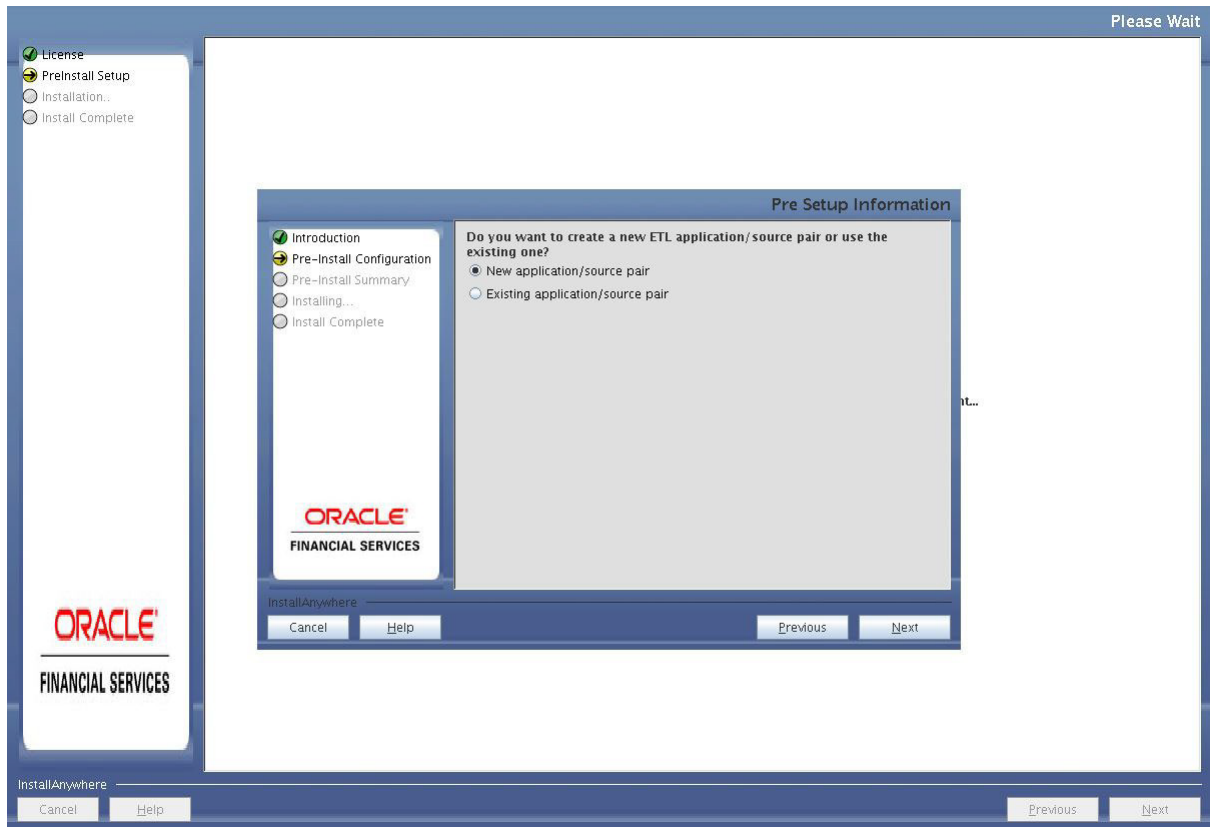 Please Wait
License
PreInstall Setup
Installation..
Install Complete
Pre Setup Information
Introduction
Pre-Install Configuration
Pre-Install Summary
Installing...
Install Complete
Do you want to create a new ETL application/source pair or use the
existing one?
New application/source pair
Existing application/source pair
ORACLE
FINANCIAL SERVICES
InstallAnywhere
Cancel
Help
Previous
Next
ORACLE
FINANCIAL SERVICES
InstallAnywhere
Cancel
Help
Previous
Next